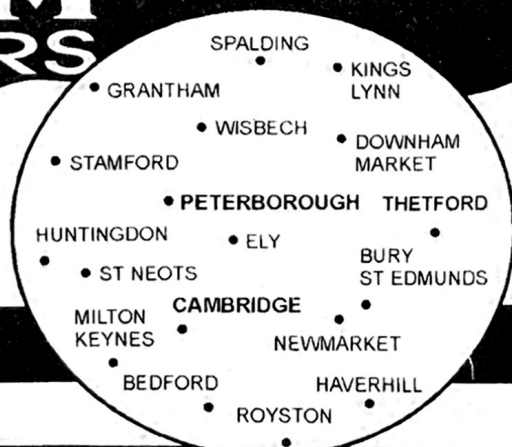 RS
SPALDING
KINGS
LYNN
GRANTHAM
WISBECH
DOWNHAM
MARKET
STAMFORD
PETERBOROUGH
THETFORD
HUNTINGDON
ELY
BURY
ST EDMUNDS
ST NEOTS
CAMBRIDGE
MILTON
KEYNES
NEWMARKET
BEDFORD
HAVERHILL
ROYSTON